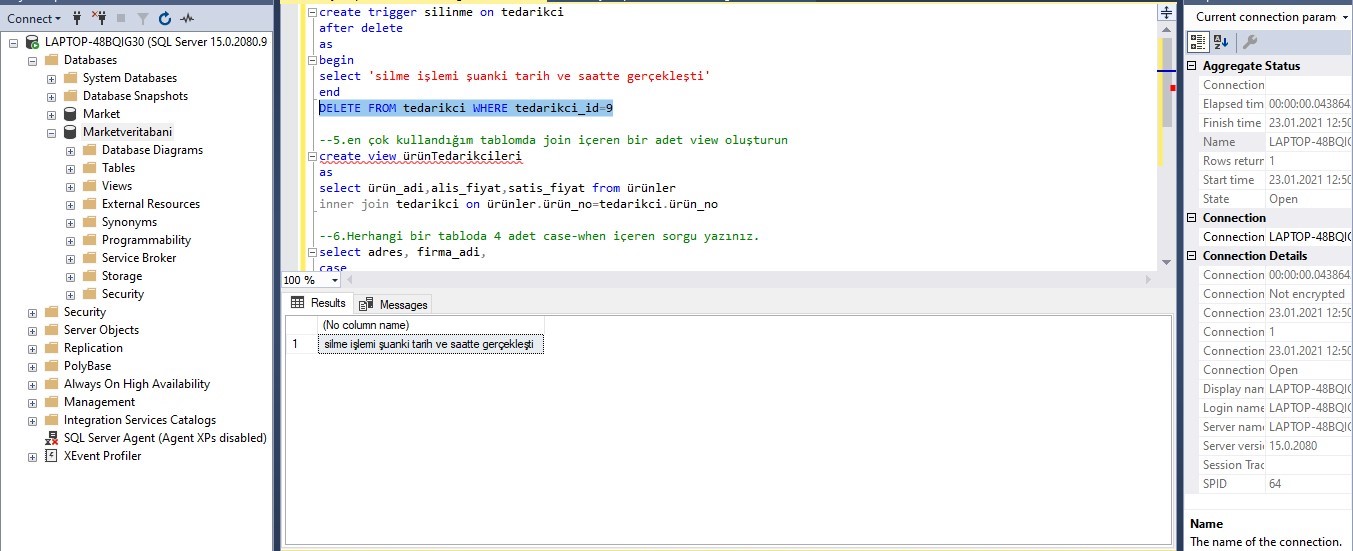 Connect
LAPTOP-48BQIG30 (SQL Server 15.0.2080.9
Databases
System Databases
Database Snapshots
Market
Marketveritabani
Database Diagrams
Tables
Views
External Resources
Synonyms
Programmability
Service Broker
Storage
Security
Security
Server Objects
Replication
PolyBase
Always On High Availability
Management
Integration Services Catalogs
SQL Server Agent (Agent XPs disabled)
XEvent Profiler
create trigger silinme on tedarikci
after delete
as
begin
select 'silme işlemi şuanki tarih ve saatte gerçekleşti'
end
DELETE FROM tedarikci WHERE tedarikci_id=9
--5.en çok kullandığım tablomda join içeren bir adet view oluşturun
create view ürünTedarikcileri
as
select ürün_adi,alis_fiyat,satis_fiyat from ürünler
inner join tedarikci on ürünler.ürün_no=tedarikci.ürün_no
--6.Herhangi bir tabloda 4 adet case-when içeren sorgu yazınız.
select adres, firma_adi,
case
100 %
Results Messages
(No column name)
1 silme işlemi şuanki tarih ve saatte gerçekleşti
Current connection param
Aggregate Status
Connection
Elapsed tim 00:00:00.043864
Finish time 23.01.2021 12:50
Name LAPTOP-48BQIG
Rows returr 1
Start time 23.01.2021 12:50
State Open
Connection
Connection LAPTOP-48BQIG
Connection Details
Connection 00:00:00.043864
Connection Not encrypted
Connection 23.01.2021 12:50
Connection 1
Connection 23.01.2021 12:50
Connection Open
Display nam LAPTOP-48BQIG
Login name LAPTOP-48BQIG
Server name LAPTOP-48BQIG
Server versi 15.0.2080
Session Trac
SPID 64
Name
The name of the connection.